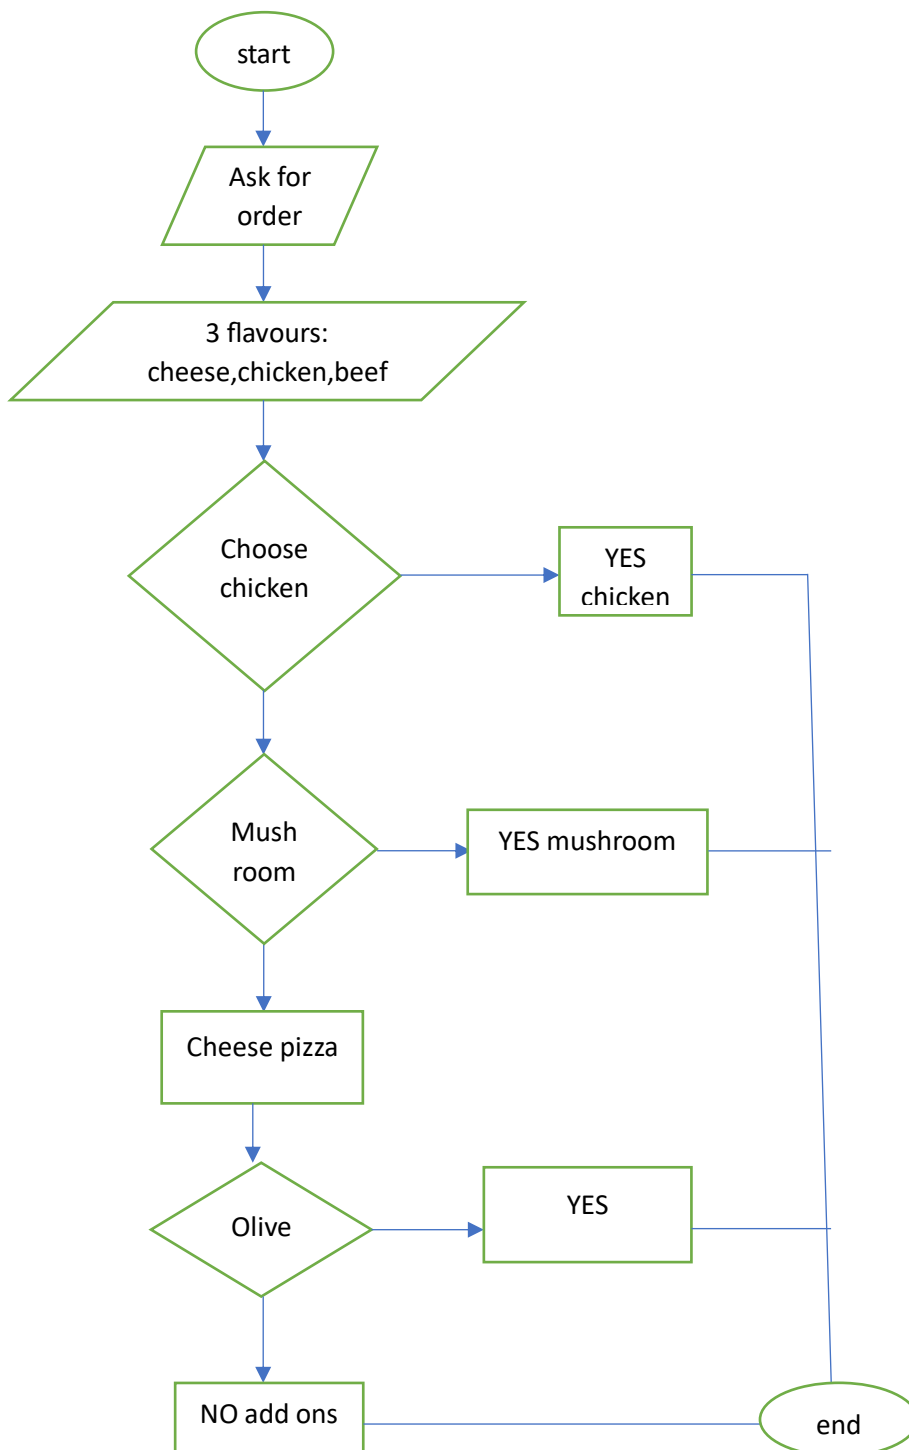 start
Ask for
order
3 flavours:
cheese,chicken,beef
Choose
chicken
YES
chicken
Mush
room
YES mushroom
Cheese pizza
Olive
YES
NO add ons
end